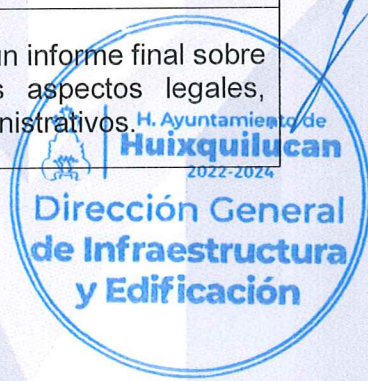 un informe final sobre
s aspectos legales,
nistrativos.
H. Ayuntamiento de
Huixquilucan
2022-2024
Dirección General
de Infraestructura
y Edificación